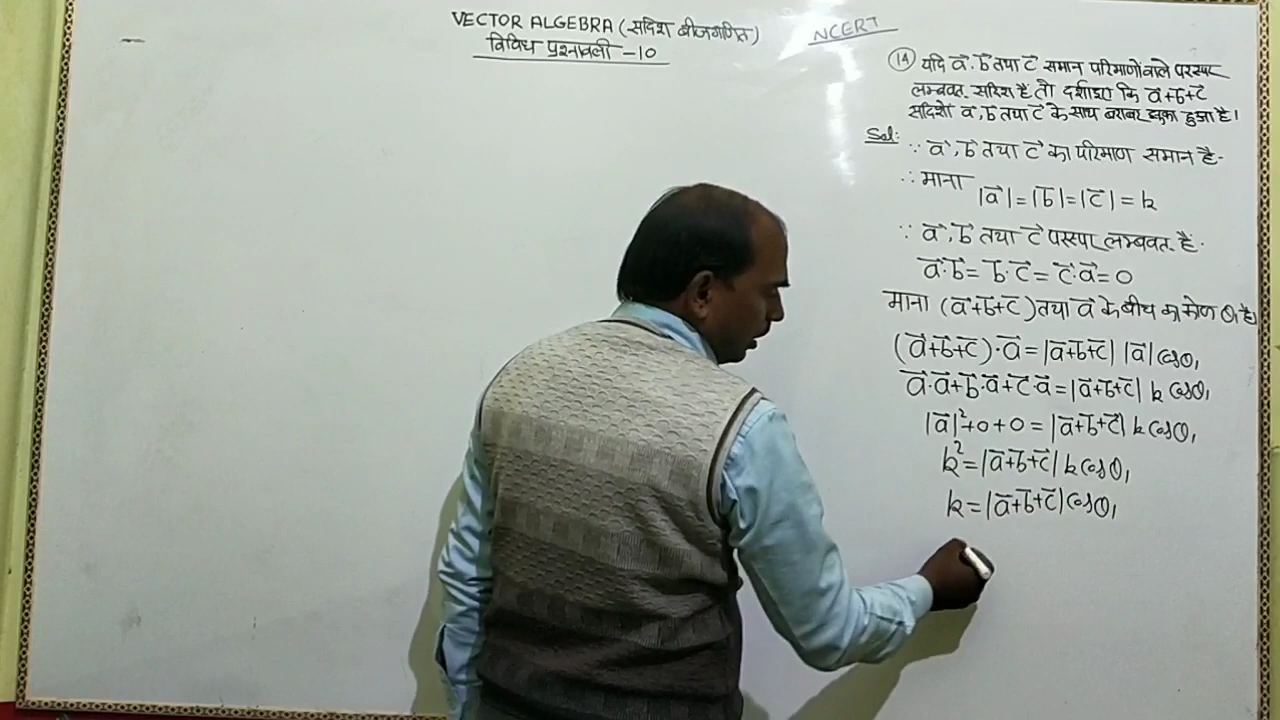 VECTOR ALGEBRA (सदिश बीजगणित)
NCERT
विविध प्रश्नावली -10
(14) यदि a⃗, b⃗ तथा c⃗ समान परिमाणों वाले परस्पर
लम्बवत् सदिश हैं तो दर्शाइए कि a⃗+b⃗+c⃗
सदिशों a⃗, b⃗ तथा c⃗ के साथ बराबर झुका हुआ है।
Sol:
∵ a⃗, b⃗ तथा c⃗ का परिमाण समान है-
∴ माना
|a⃗| = |b⃗| = |c⃗| = k
∵ a⃗, b⃗ तथा c⃗ परस्पर लम्बवत् हैं-
a⃗·b⃗ = b⃗·c⃗ = c⃗·a⃗ = 0
माना (a⃗+b⃗+c⃗) तथा a⃗ के बीच का कोण θ₁ है
(a⃗+b⃗+c⃗)·a⃗ = |a⃗+b⃗+c⃗| |a⃗| cosθ₁
a⃗·a⃗+b⃗·a⃗+c⃗·a⃗ = |a⃗+b⃗+c⃗| k cosθ₁
|a⃗|²+0+0 = |a⃗+b⃗+c⃗| k cosθ₁
k² = |a⃗+b⃗+c⃗| k cosθ₁
k = |a⃗+b⃗+c⃗| cosθ₁